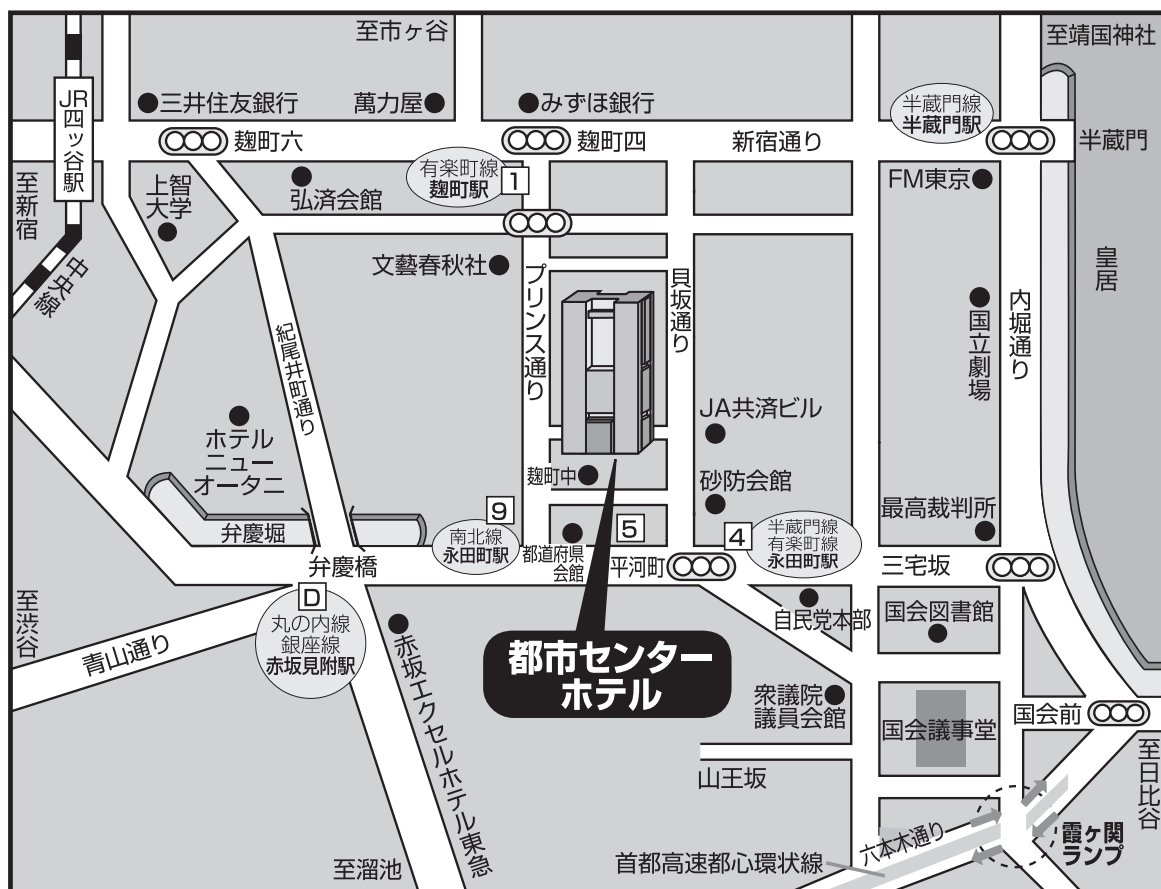 至市ヶ谷
至靖国神社
JR四ッ谷駅
三井住友銀行
萬力屋
みずほ銀行
半蔵門線
半蔵門駅
麹町六
麹町四
新宿通り
半蔵門
有楽町線
麹町駅
1
FM東京
至新宿
上智
大学
弘済会館
中央線
文藝春秋社
プリンス通り
貝坂通り
皇居
内堀通り
国立劇場
紀尾井町通り
ホテル
ニュー
オータニ
JA共済ビル
麹町中
砂防会館
最高裁判所
弁慶堀
9
南北線
永田町駅
都道府県
会館
5
平河町
4
半蔵門線
有楽町線
永田町駅
三宅坂
弁慶橋
D
丸の内線
銀座線
赤坂見附駅
至渋谷
青山通り
赤坂エクセルホテル東急
自民党本部
国会図書館
都市センター
ホテル
衆議院
議員会館
国会議事堂
国会前
山王坂
至日比谷
六本木通り
霞ヶ関
ランプ
首都高速都心環状線
至溜池